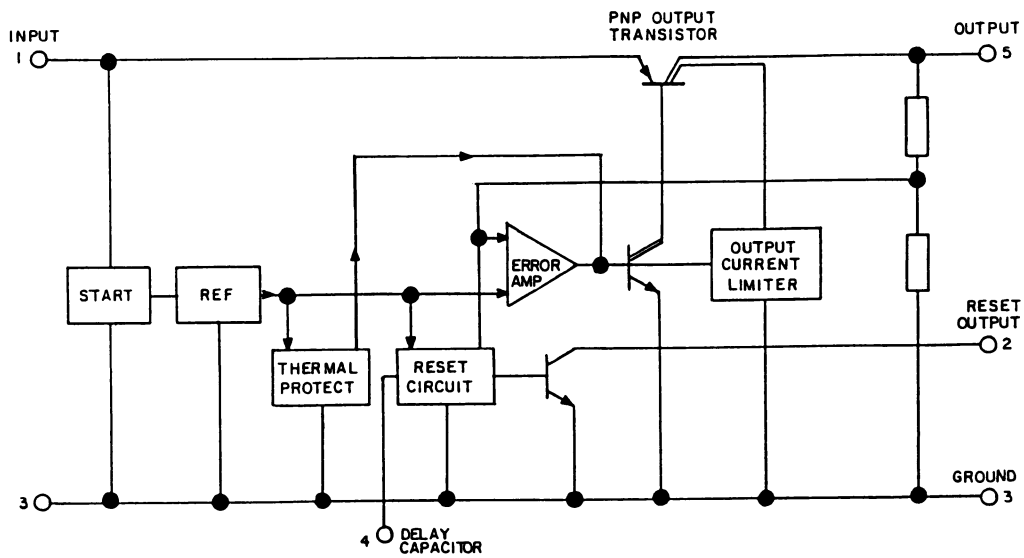 PNP OUTPUT
TRANSISTOR
INPUT
1
OUTPUT
5
START
REF
ERROR
AMP
OUTPUT
CURRENT
LIMITER
THERMAL
PROTECT
RESET
CIRCUIT
RESET
OUTPUT
2
3
GROUND
3
4
DELAY
CAPACITOR